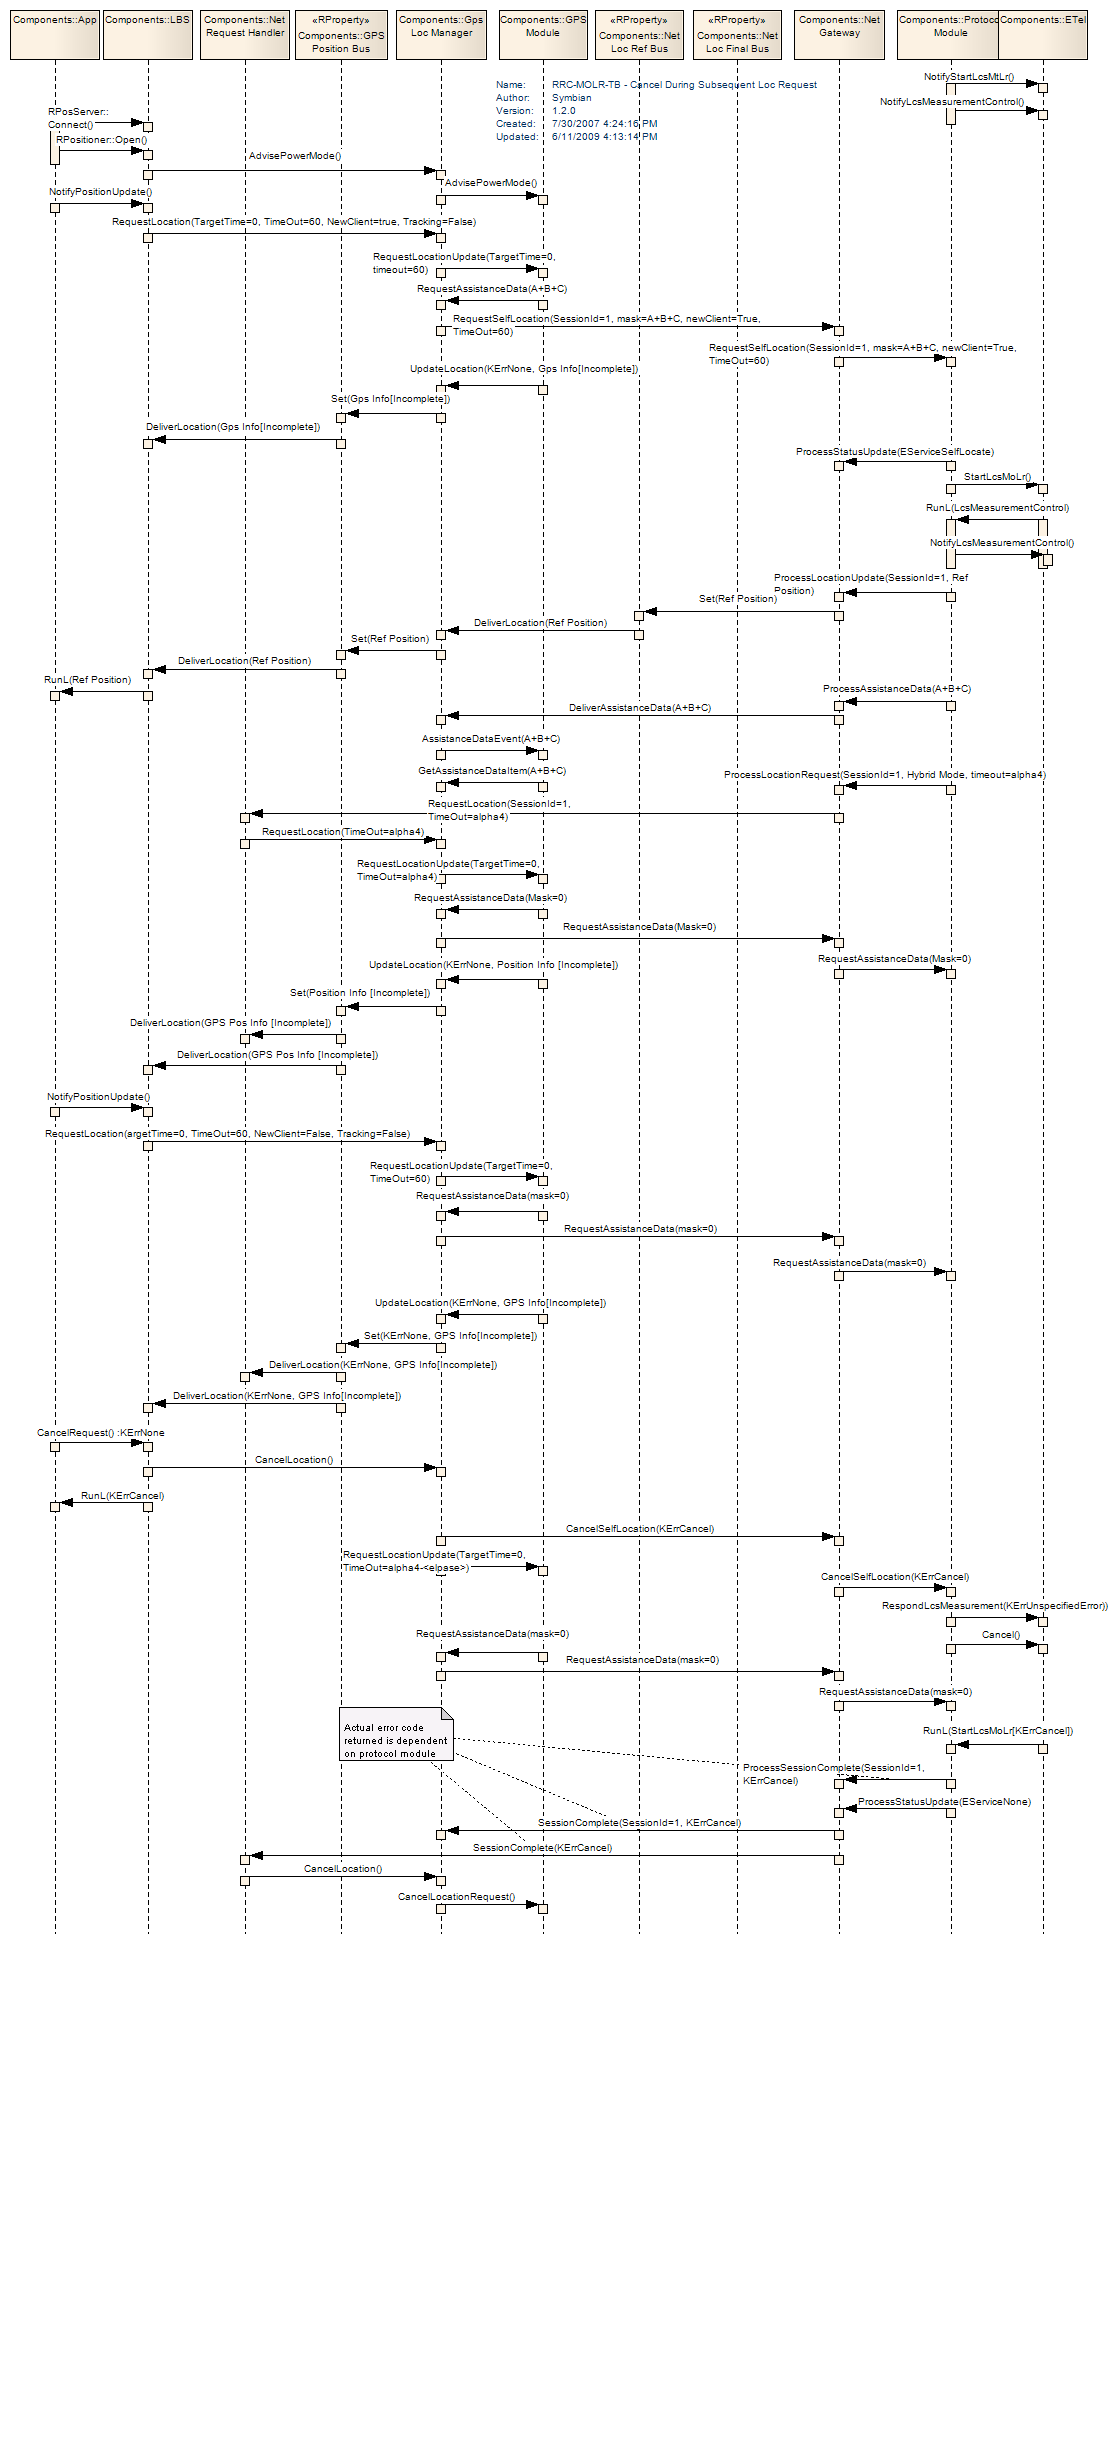 Components::App
Components::LBS
Components::Net
Request Handler
«RProperty»
Components::GPS
Position Bus
Components::Gps
Loc Manager
Components::GPS
Module
«RProperty»
Components::Net
Loc Ref Bus
«RProperty»
Components::Net
Loc Final Bus
Components::Net
Gateway
Components::Protoco
Module
Components::ETel
Name: RRC-MOLR-TB - Cancel During Subsequent Loc Request
Author: Symbian
Version: 1.2.0
Created: 7/30/2007 4:24:16 PM
Updated: 6/11/2009 4:13:14 PM
NotifyStartLcsMtLr()
NotifyLcsMeasurementControl()
RPosServer::
Connect()
RPositioner::Open()
AdvisePowerMode()
AdvisePowerMode()
NotifyPositionUpdate()
RequestLocation(TargetTime=0, TimeOut=60, NewClient=true, Tracking=False)
RequestLocationUpdate(TargetTime=0,
timeout=60)
RequestAssistanceData(A+B+C)
RequestSelfLocation(SessionId=1, mask=A+B+C, newClient=True,
TimeOut=60)
RequestSelfLocation(SessionId=1, mask=A+B+C, newClient=True,
TimeOut=60)
UpdateLocation(KErrNone, Gps Info[Incomplete])
Set(Gps Info[Incomplete])
DeliverLocation(Gps Info[Incomplete])
ProcessStatusUpdate(EServiceSelfLocate)
StartLcsMoLr()
RunL(LcsMeasurementControl)
NotifyLcsMeasurementControl()
ProcessLocationUpdate(SessionId=1, Ref
Position)
Set(Ref Position)
DeliverLocation(Ref Position)
Set(Ref Position)
DeliverLocation(Ref Position)
RunL(Ref Position)
ProcessAssistanceData(A+B+C)
DeliverAssistanceData(A+B+C)
AssistanceDataEvent(A+B+C)
GetAssistanceDataItem(A+B+C)
ProcessLocationRequest(SessionId=1, Hybrid Mode, timeout=alpha4)
RequestLocation(SessionId=1,
TimeOut=alpha4)
RequestLocation(TimeOut=alpha4)
RequestLocationUpdate(TargetTime=0,
TimeOut=alpha4)
RequestAssistanceData(Mask=0)
RequestAssistanceData(Mask=0)
RequestAssistanceData(Mask=0)
UpdateLocation(KErrNone, Position Info [Incomplete])
Set(Position Info [Incomplete])
DeliverLocation(GPS Pos Info [Incomplete])
DeliverLocation(GPS Pos Info [Incomplete])
NotifyPositionUpdate()
RequestLocation(argetTime=0, TimeOut=60, NewClient=False, Tracking=False)
RequestLocationUpdate(TargetTime=0,
TimeOut=60)
RequestAssistanceData(mask=0)
RequestAssistanceData(mask=0)
RequestAssistanceData(mask=0)
UpdateLocation(KErrNone, GPS Info[Incomplete])
Set(KErrNone, GPS Info[Incomplete])
DeliverLocation(KErrNone, GPS Info[Incomplete])
DeliverLocation(KErrNone, GPS Info[Incomplete])
CancelRequest() :KErrNone
CancelLocation()
RunL(KErrCancel)
CancelSelfLocation(KErrCancel)
RequestLocationUpdate(TargetTime=0,
TimeOut=alpha4-<elpase>)
CancelSelfLocation(KErrCancel)
RespondLcsMeasurement(KErrUnspecifiedError))
Cancel()
RequestAssistanceData(mask=0)
RequestAssistanceData(mask=0)
RequestAssistanceData(mask=0)
Actual error code
returned is dependent
on protocol module
RunL(StartLcsMoLr[KErrCancel])
ProcessSessionComplete(SessionId=1,
KErrCancel)
ProcessStatusUpdate(EServiceNone)
SessionComplete(SessionId=1, KErrCancel)
SessionComplete(KErrCancel)
CancelLocation()
CancelLocationRequest()